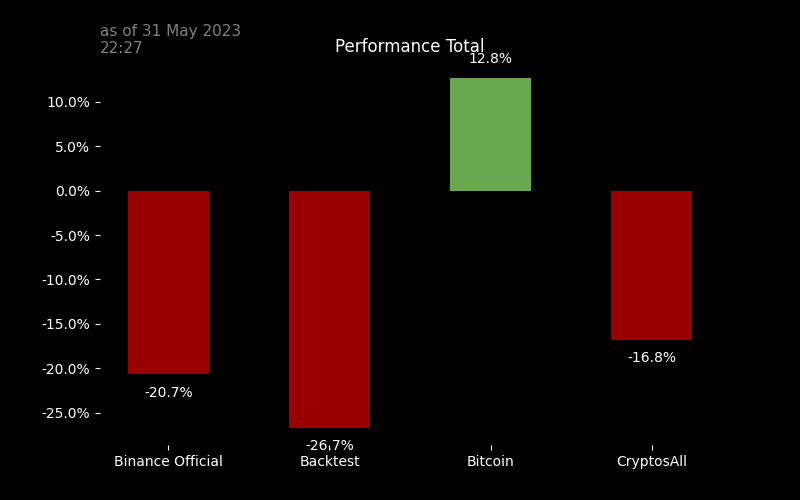 as of 31 May 2023
22:27
Performance Total
12.8%
10.0%
5.0%
0.0%
-5.0%
-10.0%
-15.0%
-20.0%
-25.0%
-20.7%
-26.7%
-16.8%
Binance Official
Backtest
Bitcoin
CryptosAll